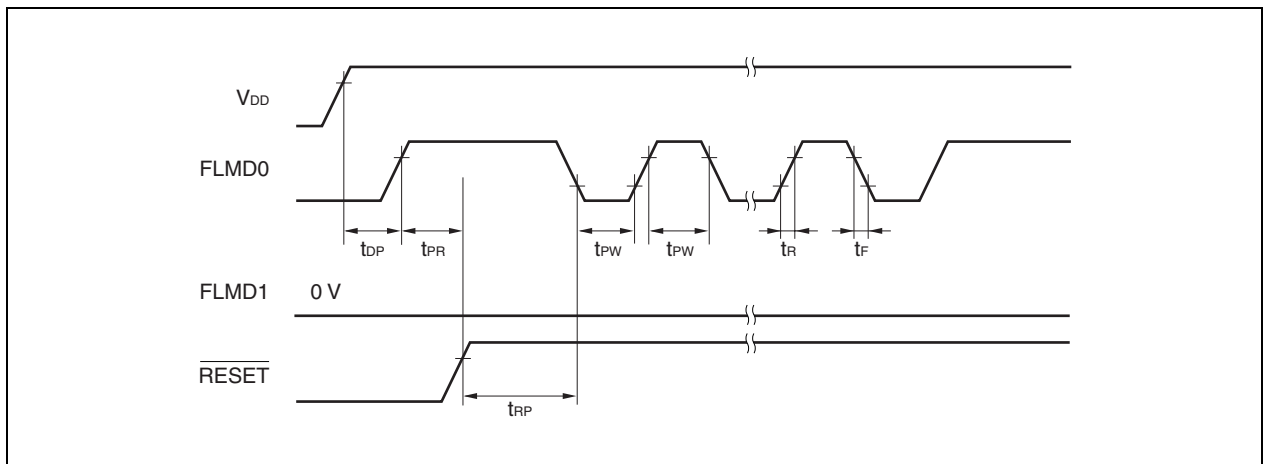 VDD
FLMD0
tDP tPR tPW tPW tR tF
FLMD1 0 V
RESET
tRP